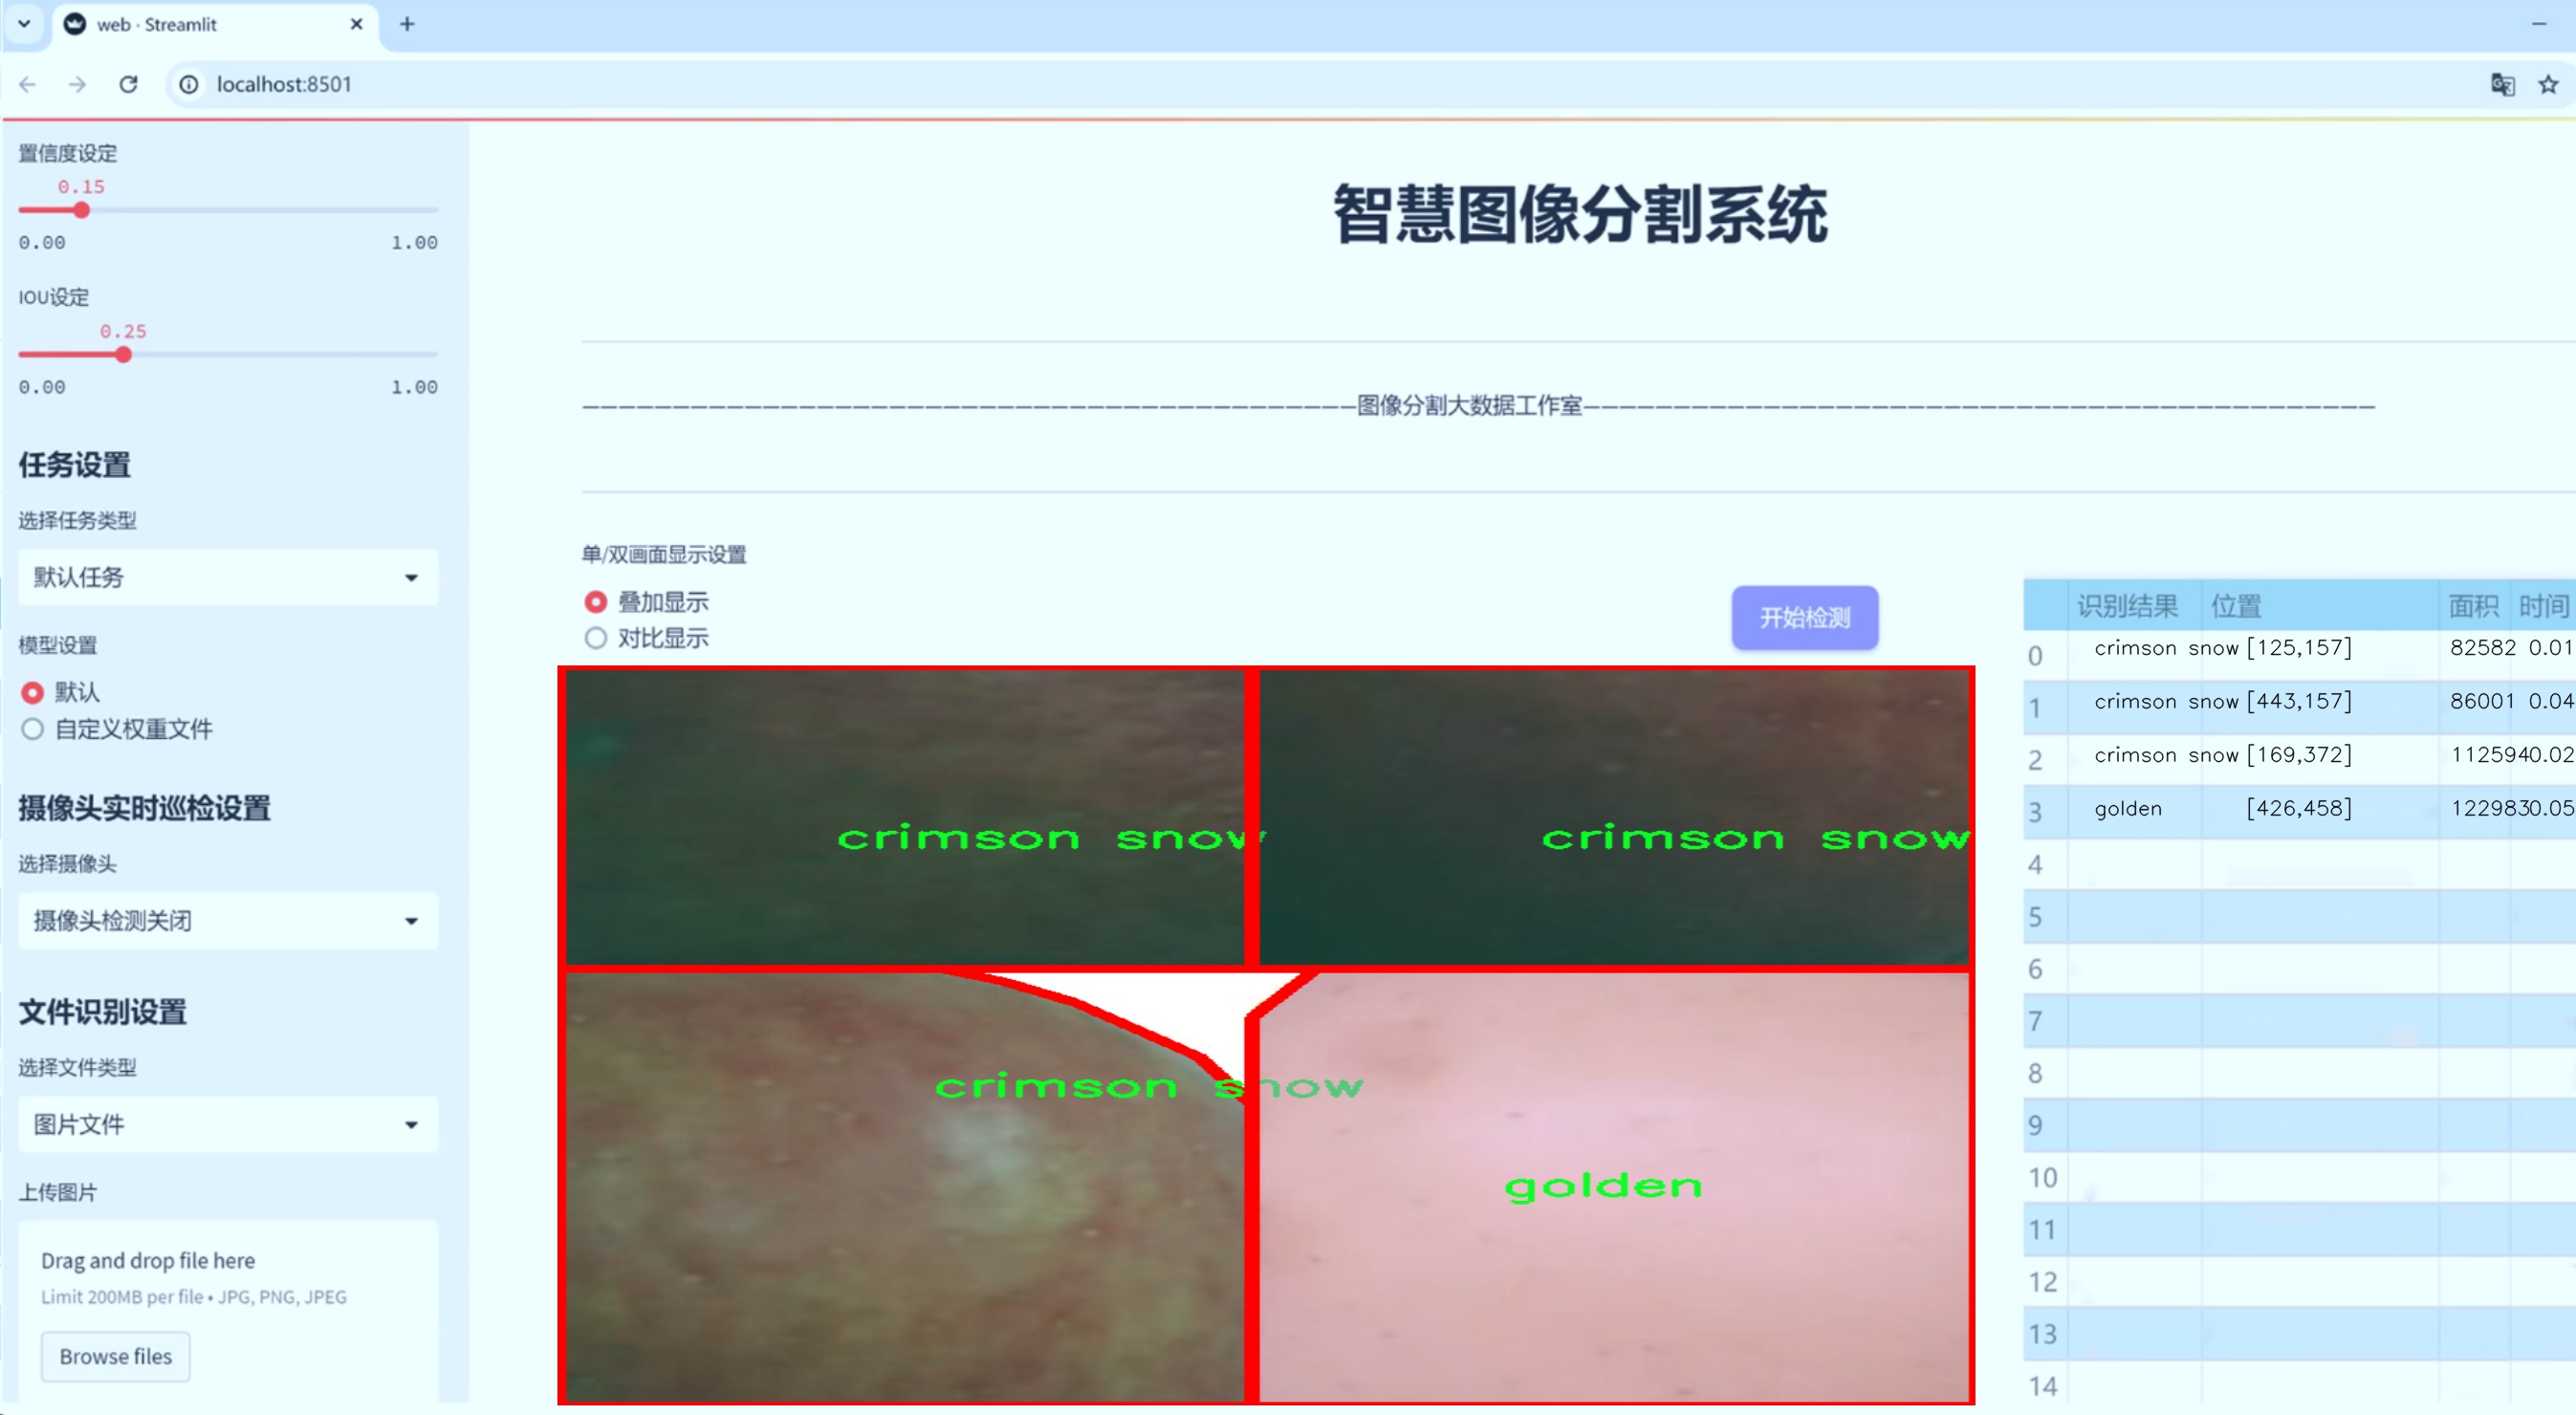 web · Streamlit
localhost:8501
置信度设定
0.15
0.00 1.00
IOU设定
0.25
0.00 1.00
任务设置
选择任务类型
默认任务
模型设置
默认
自定义权重文件
摄像头实时巡检设置
选择摄像头
摄像头检测关闭
文件识别设置
选择文件类型
图片文件
上传图片
Drag and drop file here
Limit 200MB per file • JPG, PNG, JPEG
Browse files
智慧图像分割系统
图像分割大数据工作室
单/双画面显示设置
叠加显示
对比显示
开始检测
crimson snow crimson snow
crimson snow
golden
识别结果 位置 面积 时间
0 crimson snow [125,157] 82582 0.01
1 crimson snow [443,157] 86001 0.04
2 crimson snow [169,372] 112594 0.02
3 golden [426,458] 122983 0.05
4
5
6
7
8
9
10
11
12
13
14